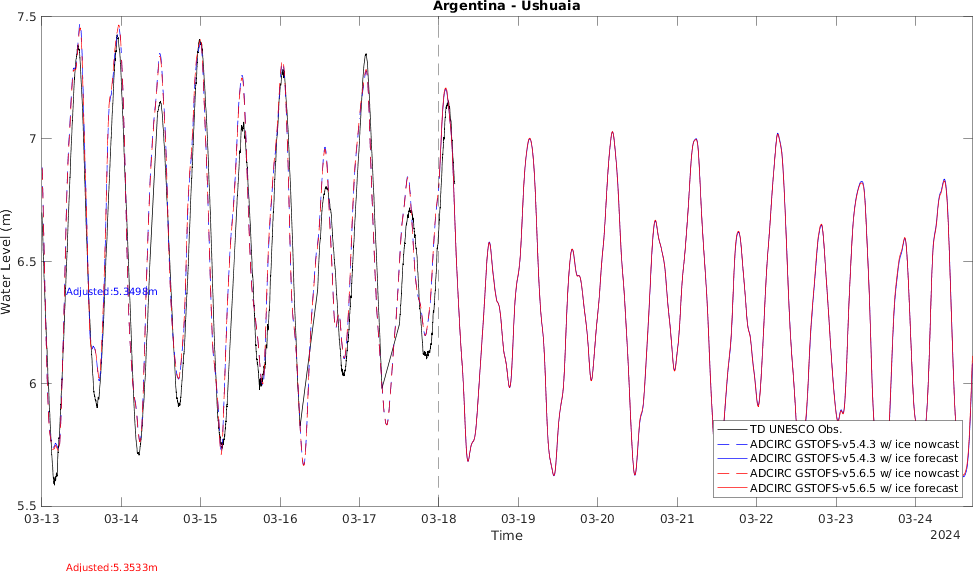 Argentina - Ushuaia
7.5
7
6.5
6
5.5
Water Level (m)
Adjusted:5.3498m
TD UNESCO Obs.
ADCIRC GSTOFS-v5.4.3 w/ ice nowcast
ADCIRC GSTOFS-v5.4.3 w/ ice forecast
ADCIRC GSTOFS-v5.6.5 w/ ice nowcast
ADCIRC GSTOFS-v5.6.5 w/ ice forecast
03-13 03-14 03-15 03-16 03-17 03-18 03-19 03-20 03-21 03-22 03-23 03-24
Time
2024
Adjusted:5.3533m